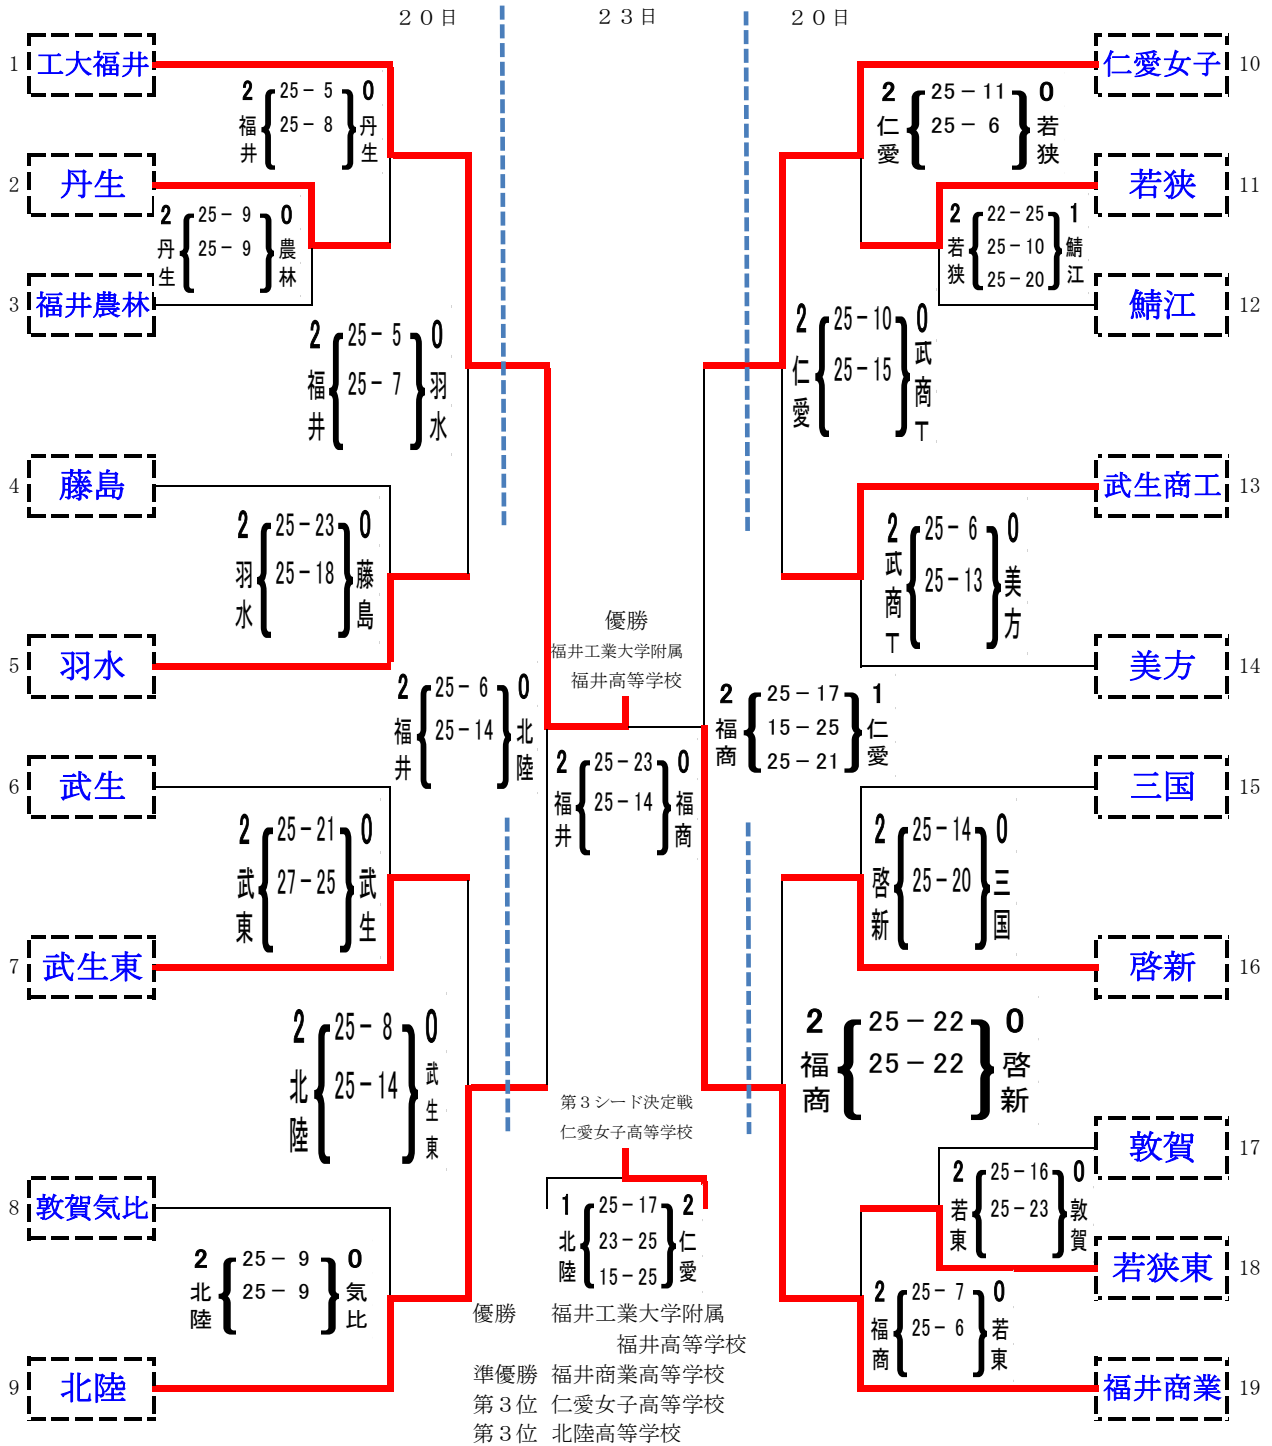 ２０日
２３日
２０日
1 工大福井
2 25－ 5 0
福井 25－ 8 丹生
2 丹生
2 25－ 9 0
丹生 25－ 9 農林
3 福井農林
2 25－ 5 0
福井 25－ 7 羽水
4 藤島
2 25－23 0
羽水 25－18 藤島
5 羽水
2 25－ 6 0
福井 25－14 北陸
6 武生
2 25－21 0
武東 27－25 武生
7 武生東
2 25－ 8 0
北陸 25－14 武生東
8 敦賀気比
2 25－ 9 0
北陸 25－ 9 気比
9 北陸
優勝
福井工業大学附属
福井高等学校
2 25－23 0
福井 25－14 福商
第３シード決定戦
仁愛女子高等学校
1 25－17 2
北陸 23－25 仁愛
15－25
仁愛女子 10
2 25－11 0
仁愛 25－ 6 若狭
若狭 11
2 22－25 1
若狭 25－10 鯖江
25－20
鯖江 12
2 25－10 0
仁愛 25－15 武商T
武生商工 13
2 25－ 6 0
武商T 25－13 美方
美方 14
2 25－17 1
福商 15－25 仁愛
25－21
三国 15
2 25－14 0
啓新 25－20 三国
啓新 16
2 25－22 0
福商 25－22 啓新
敦賀 17
2 25－16 0
若東 25－23 敦賀
若狭東 18
2 25－ 7 0
福商 25－ 6 若東
福井商業 19
優勝 福井工業大学附属
福井高等学校
準優勝 福井商業高等学校
第３位 仁愛女子高等学校
第３位 北陸高等学校